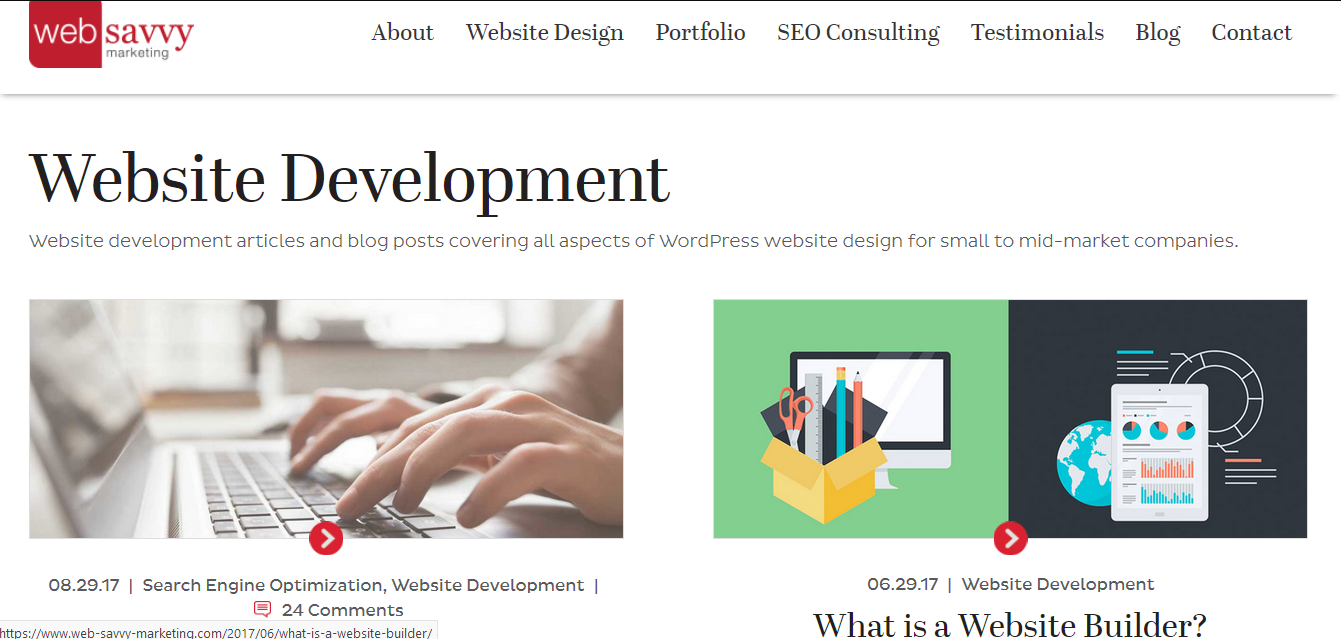 web savvy
marketing
About Website Design Portfolio SEO Consulting Testimonials Blog Contact
Website Development
Website development articles and blog posts covering all aspects of WordPress website design for small to mid-market companies.
08.29.17 | Search Engine Optimization, Website Development |
24 Comments
06.29.17 | Website Development
What is a Website Builder?
https://www.web-savvy-marketing.com/2017/06/what-is-a-website-builder/